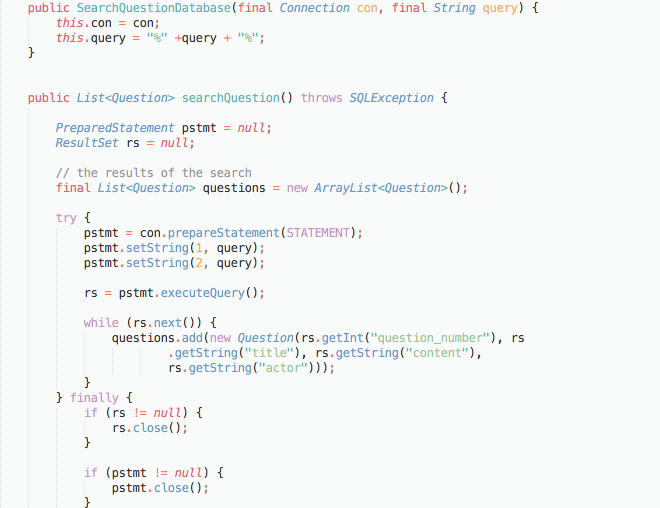 public SearchQuestionDatabase(final Connection con, final String query) {
this.con = con;
this.query = "%" +query + "%";
}
public List<Question> searchQuestion() throws SQLException {
PreparedStatement pstmt = null;
ResultSet rs = null;
// the results of the search
final List<Question> questions = new ArrayList<Question>();
try {
pstmt = con.prepareStatement(STATEMENT);
pstmt.setString(1, query);
pstmt.setString(2, query);
rs = pstmt.executeQuery();
while (rs.next()) {
questions.add(new Question(rs.getInt("question_number"), rs
.getString("title"), rs.getString("content"),
rs.getString("actor")));
}
} finally {
if (rs != null) {
rs.close();
}
if (pstmt != null) {
pstmt.close();
}